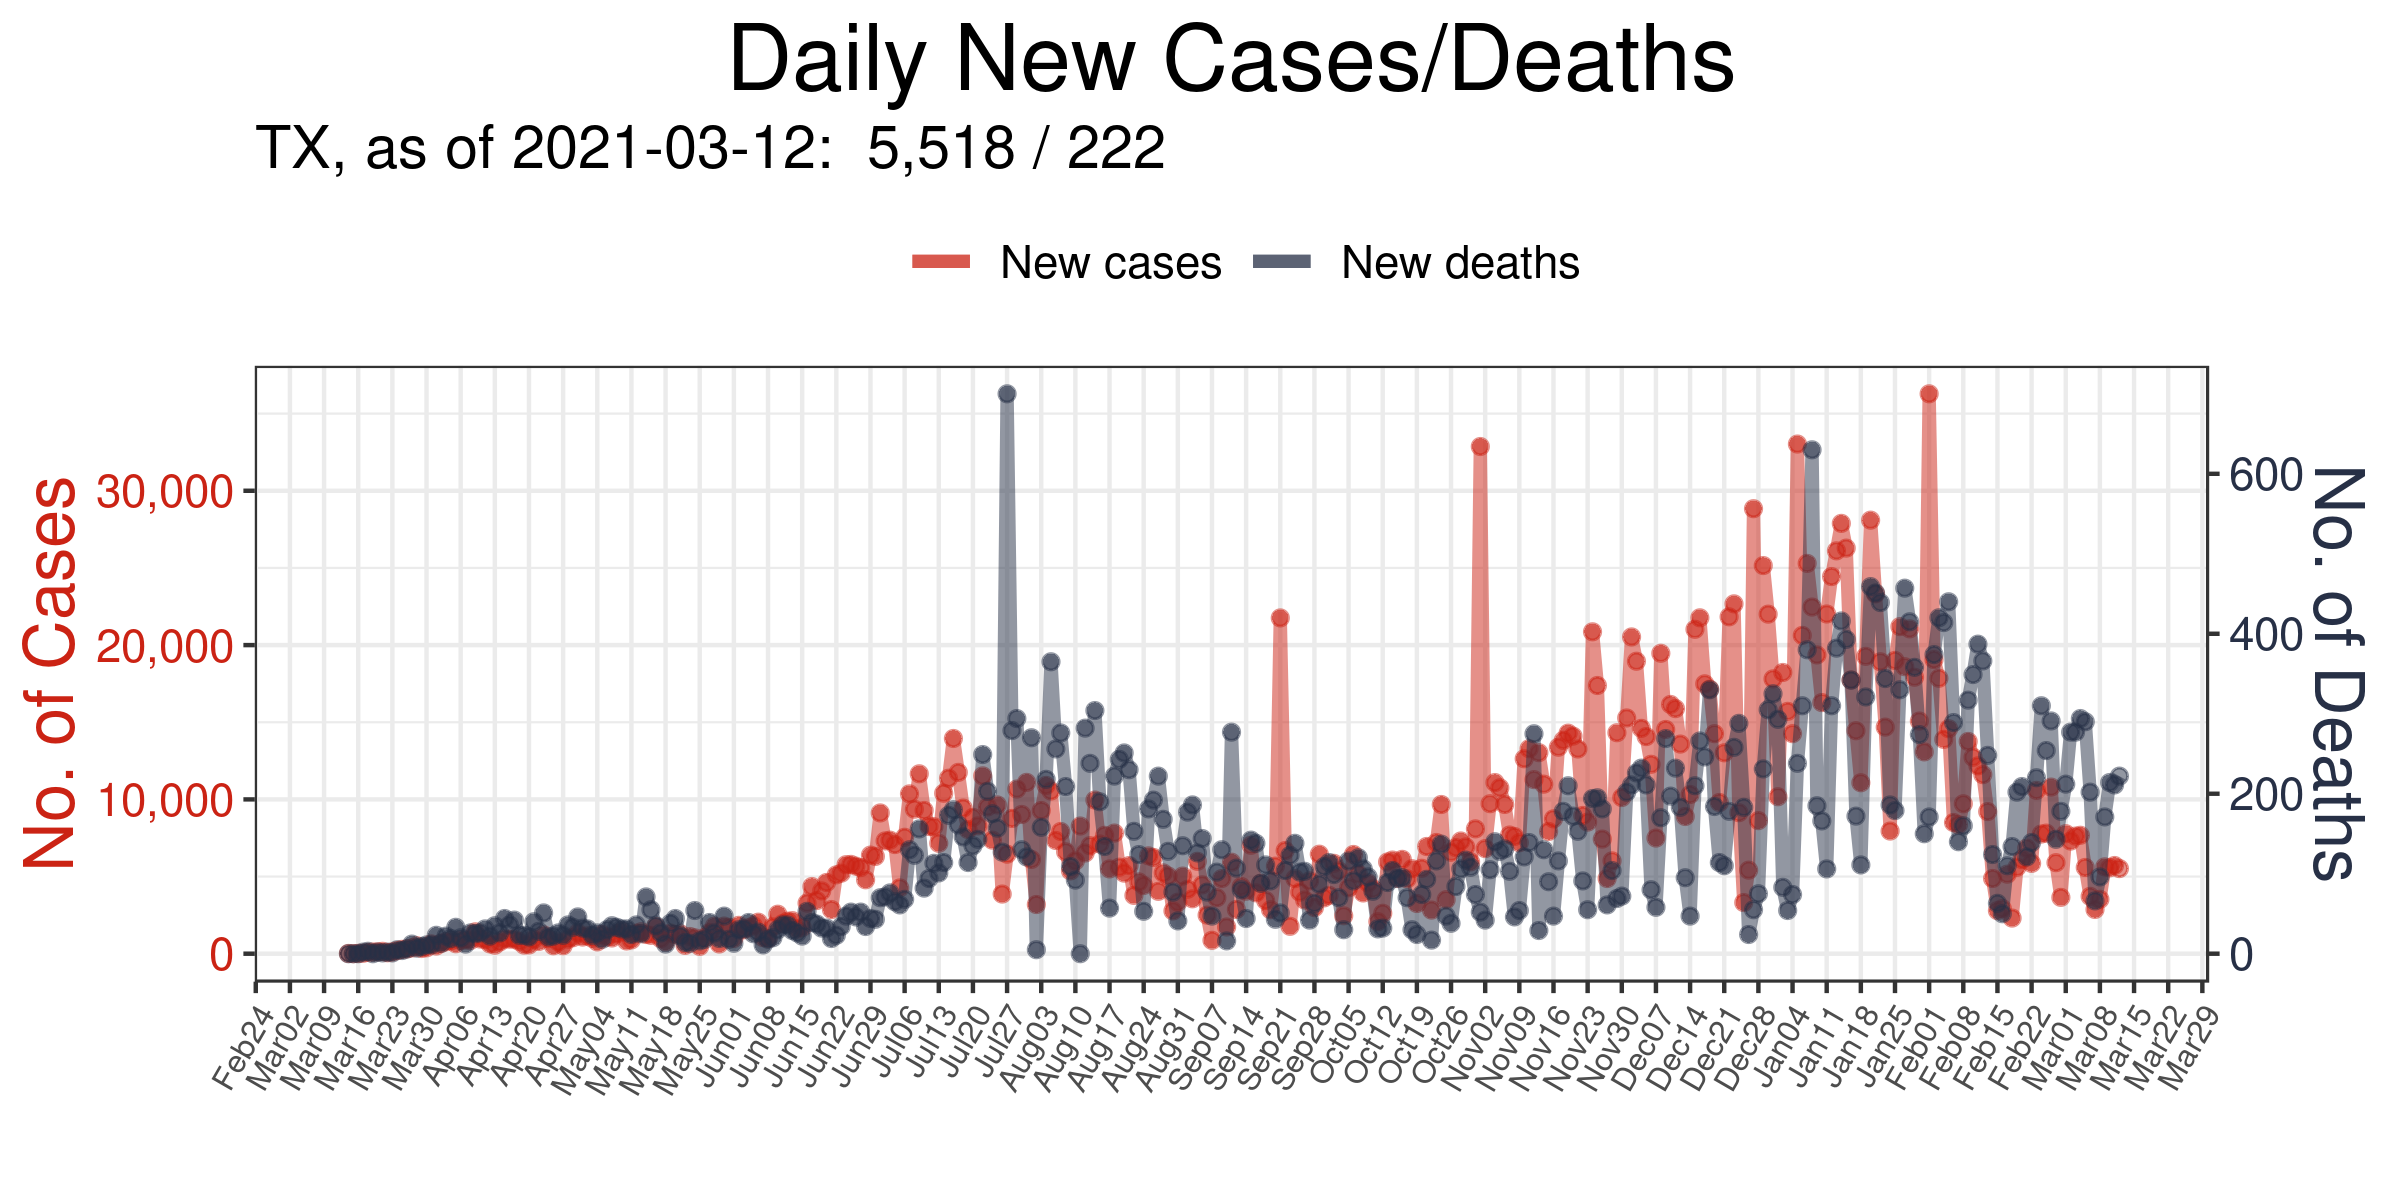 Daily New Cases/Deaths
TX, as of 2021-03-12:  5,518 / 222
New cases
New deaths
No. of Cases
30,000
20,000
10,000
0
600
400
200
0
No. of Deaths
Feb24
Mar02
Mar09
Mar16
Mar23
Mar30
Apr06
Apr13
Apr20
Apr27
May04
May11
May18
May25
Jun01
Jun08
Jun15
Jun22
Jun29
Jul06
Jul13
Jul20
Jul27
Aug03
Aug10
Aug17
Aug24
Aug31
Sep07
Sep14
Sep21
Sep28
Oct05
Oct12
Oct19
Oct26
Nov02
Nov09
Nov16
Nov23
Nov30
Dec07
Dec14
Dec21
Dec28
Jan04
Jan11
Jan18
Jan25
Feb01
Feb08
Feb15
Feb22
Mar01
Mar08
Mar15
Mar22
Mar29